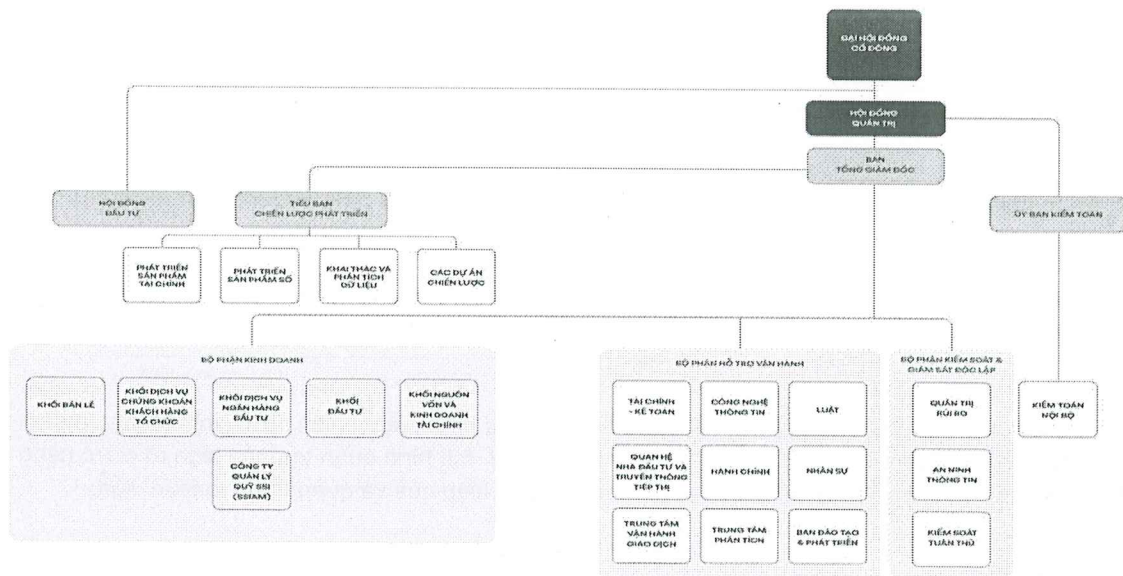 ĐẠI HỘI ĐỒNG
CỔ ĐÔNG
HỘI ĐỒNG
QUẢN TRỊ
BAN
TỔNG GIÁM ĐỐC
HỘI ĐỒNG
ĐẦU TƯ
TIỂU BAN
CHIẾN LƯỢC PHÁT TRIỂN
ỦY BAN KIỂM TOÁN
PHÁT TRIỂN
SẢN PHẨM
TÀI CHÍNH
PHÁT TRIỂN
SẢN PHẨM SỐ
KHAI THÁC VÀ
PHÂN TÍCH
DỮ LIỆU
CÁC DỰ ÁN
CHIẾN LƯỢC
BỘ PHẬN KINH DOANH
KHỐI BÁN LẺ
KHỐI DỊCH VỤ
CHỨNG KHOÁN
KHÁCH HÀNG
TỔ CHỨC
KHỐI DỊCH VỤ
NGÂN HÀNG
ĐẦU TƯ
KHỐI
ĐẦU TƯ
KHỐI NGUỒN
VỐN VÀ
KINH DOANH
TÀI CHÍNH
CÔNG TY
QUẢN LÝ
QUỸ SSI
(SSIAM)
BỘ PHẬN HỖ TRỢ VẬN HÀNH
TÀI CHÍNH
- KẾ TOÁN
CÔNG NGHỆ
THÔNG TIN
LUẬT
QUAN HỆ
NHÀ ĐẦU TƯ VÀ
TRUYỀN THÔNG
TIẾP THỊ
HÀNH CHÍNH
NHÂN SỰ
TRUNG TÂM
VẬN HÀNH
GIAO DỊCH
TRUNG TÂM
PHÂN TÍCH
BAN ĐÀO TẠO
& PHÁT TRIỂN
BỘ PHẬN KIỂM SOÁT &
GIÁM SÁT ĐỘC LẬP
QUẢN TRỊ
RỦI RO
AN NINH
THÔNG TIN
KIỂM SOÁT
TUÂN THỦ
KIỂM TOÁN
NỘI BỘ